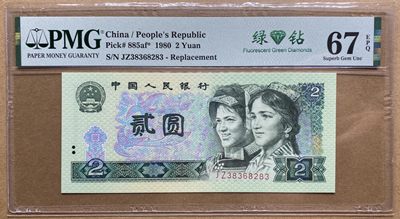 PMG
PAPER MONEY GUARANTY
China / People's Republic
Pick# 885af* 1980 2 Yuan
S/N JZ38368283 - Replacement
绿钻
Fluorescent Green Diamonds
67 EPQ
Superb Gem Unc
中国人民银行
2
贰圆
2
JZ38368283
2